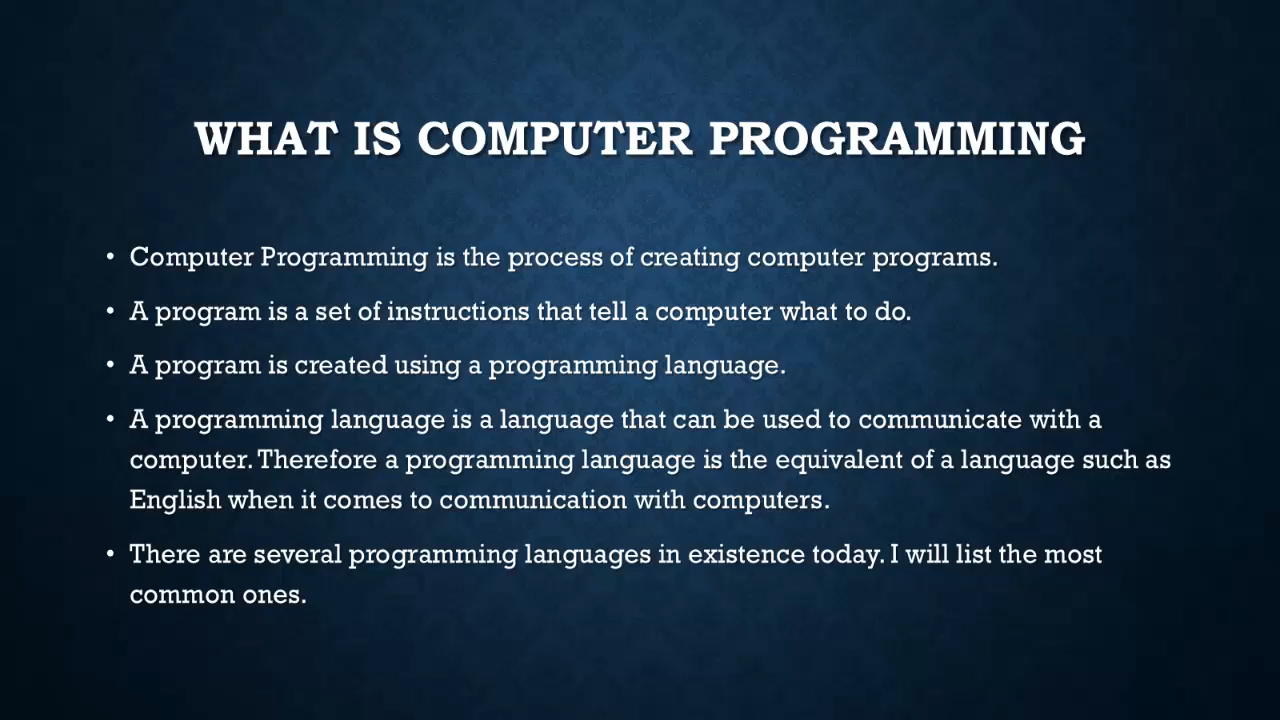 WHAT IS COMPUTER PROGRAMMING
• Computer Programming is the process of creating computer programs.
• A program is a set of instructions that tell a computer what to do.
• A program is created using a programming language.
• A programming language is a language that can be used to communicate with a
computer. Therefore a programming language is the equivalent of a language such as
English when it comes to communication with computers.
• There are several programming languages in existence today. I will list the most
common ones.